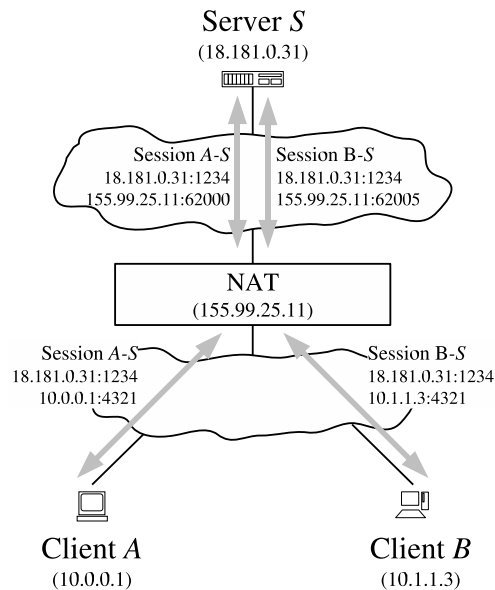 Server S
(18.181.0.31)
Session A-S
18.181.0.31:1234
155.99.25.11:62000
Session B-S
18.181.0.31:1234
155.99.25.11:62005
NAT
(155.99.25.11)
Session A-S
18.181.0.31:1234
10.0.0.1:4321
Session B-S
18.181.0.31:1234
10.1.1.3:4321
Client A
(10.0.0.1)
Client B
(10.1.1.3)